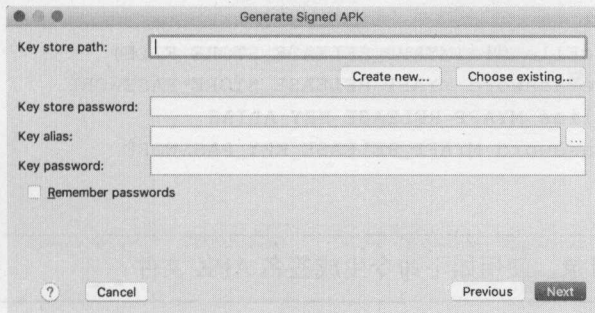 Generate Signed APK
Key store path:
Create new... Choose existing...
Key store password:
Key alias: ...
Key password:
Remember passwords
? Cancel Previous Next